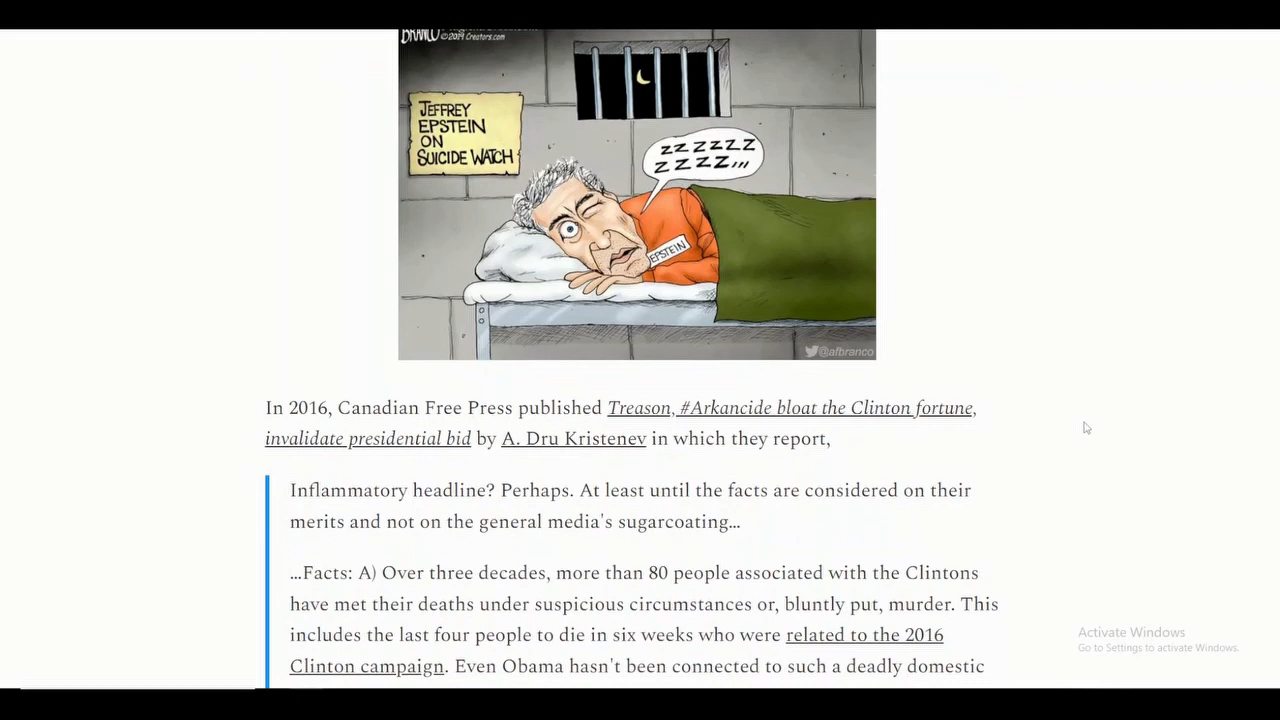 BRANCO
©2019 Creators.com
JEFFREY
EPSTEIN
ON
SUICIDE WATCH
ZZZZZZ
ZZZZ...
EPSTEIN
@afbranco
In 2016, Canadian Free Press published Treason, #Arkancide bloat the Clinton fortune,
invalidate presidential bid by A. Dru Kristenev in which they report,
Inflammatory headline? Perhaps. At least until the facts are considered on their
merits and not on the general media's sugarcoating...
...Facts: A) Over three decades, more than 80 people associated with the Clintons
have met their deaths under suspicious circumstances or, bluntly put, murder. This
includes the last four people to die in six weeks who were related to the 2016
Clinton campaign. Even Obama hasn't been connected to such a deadly domestic
Activate Windows
Go to Settings to activate Windows.